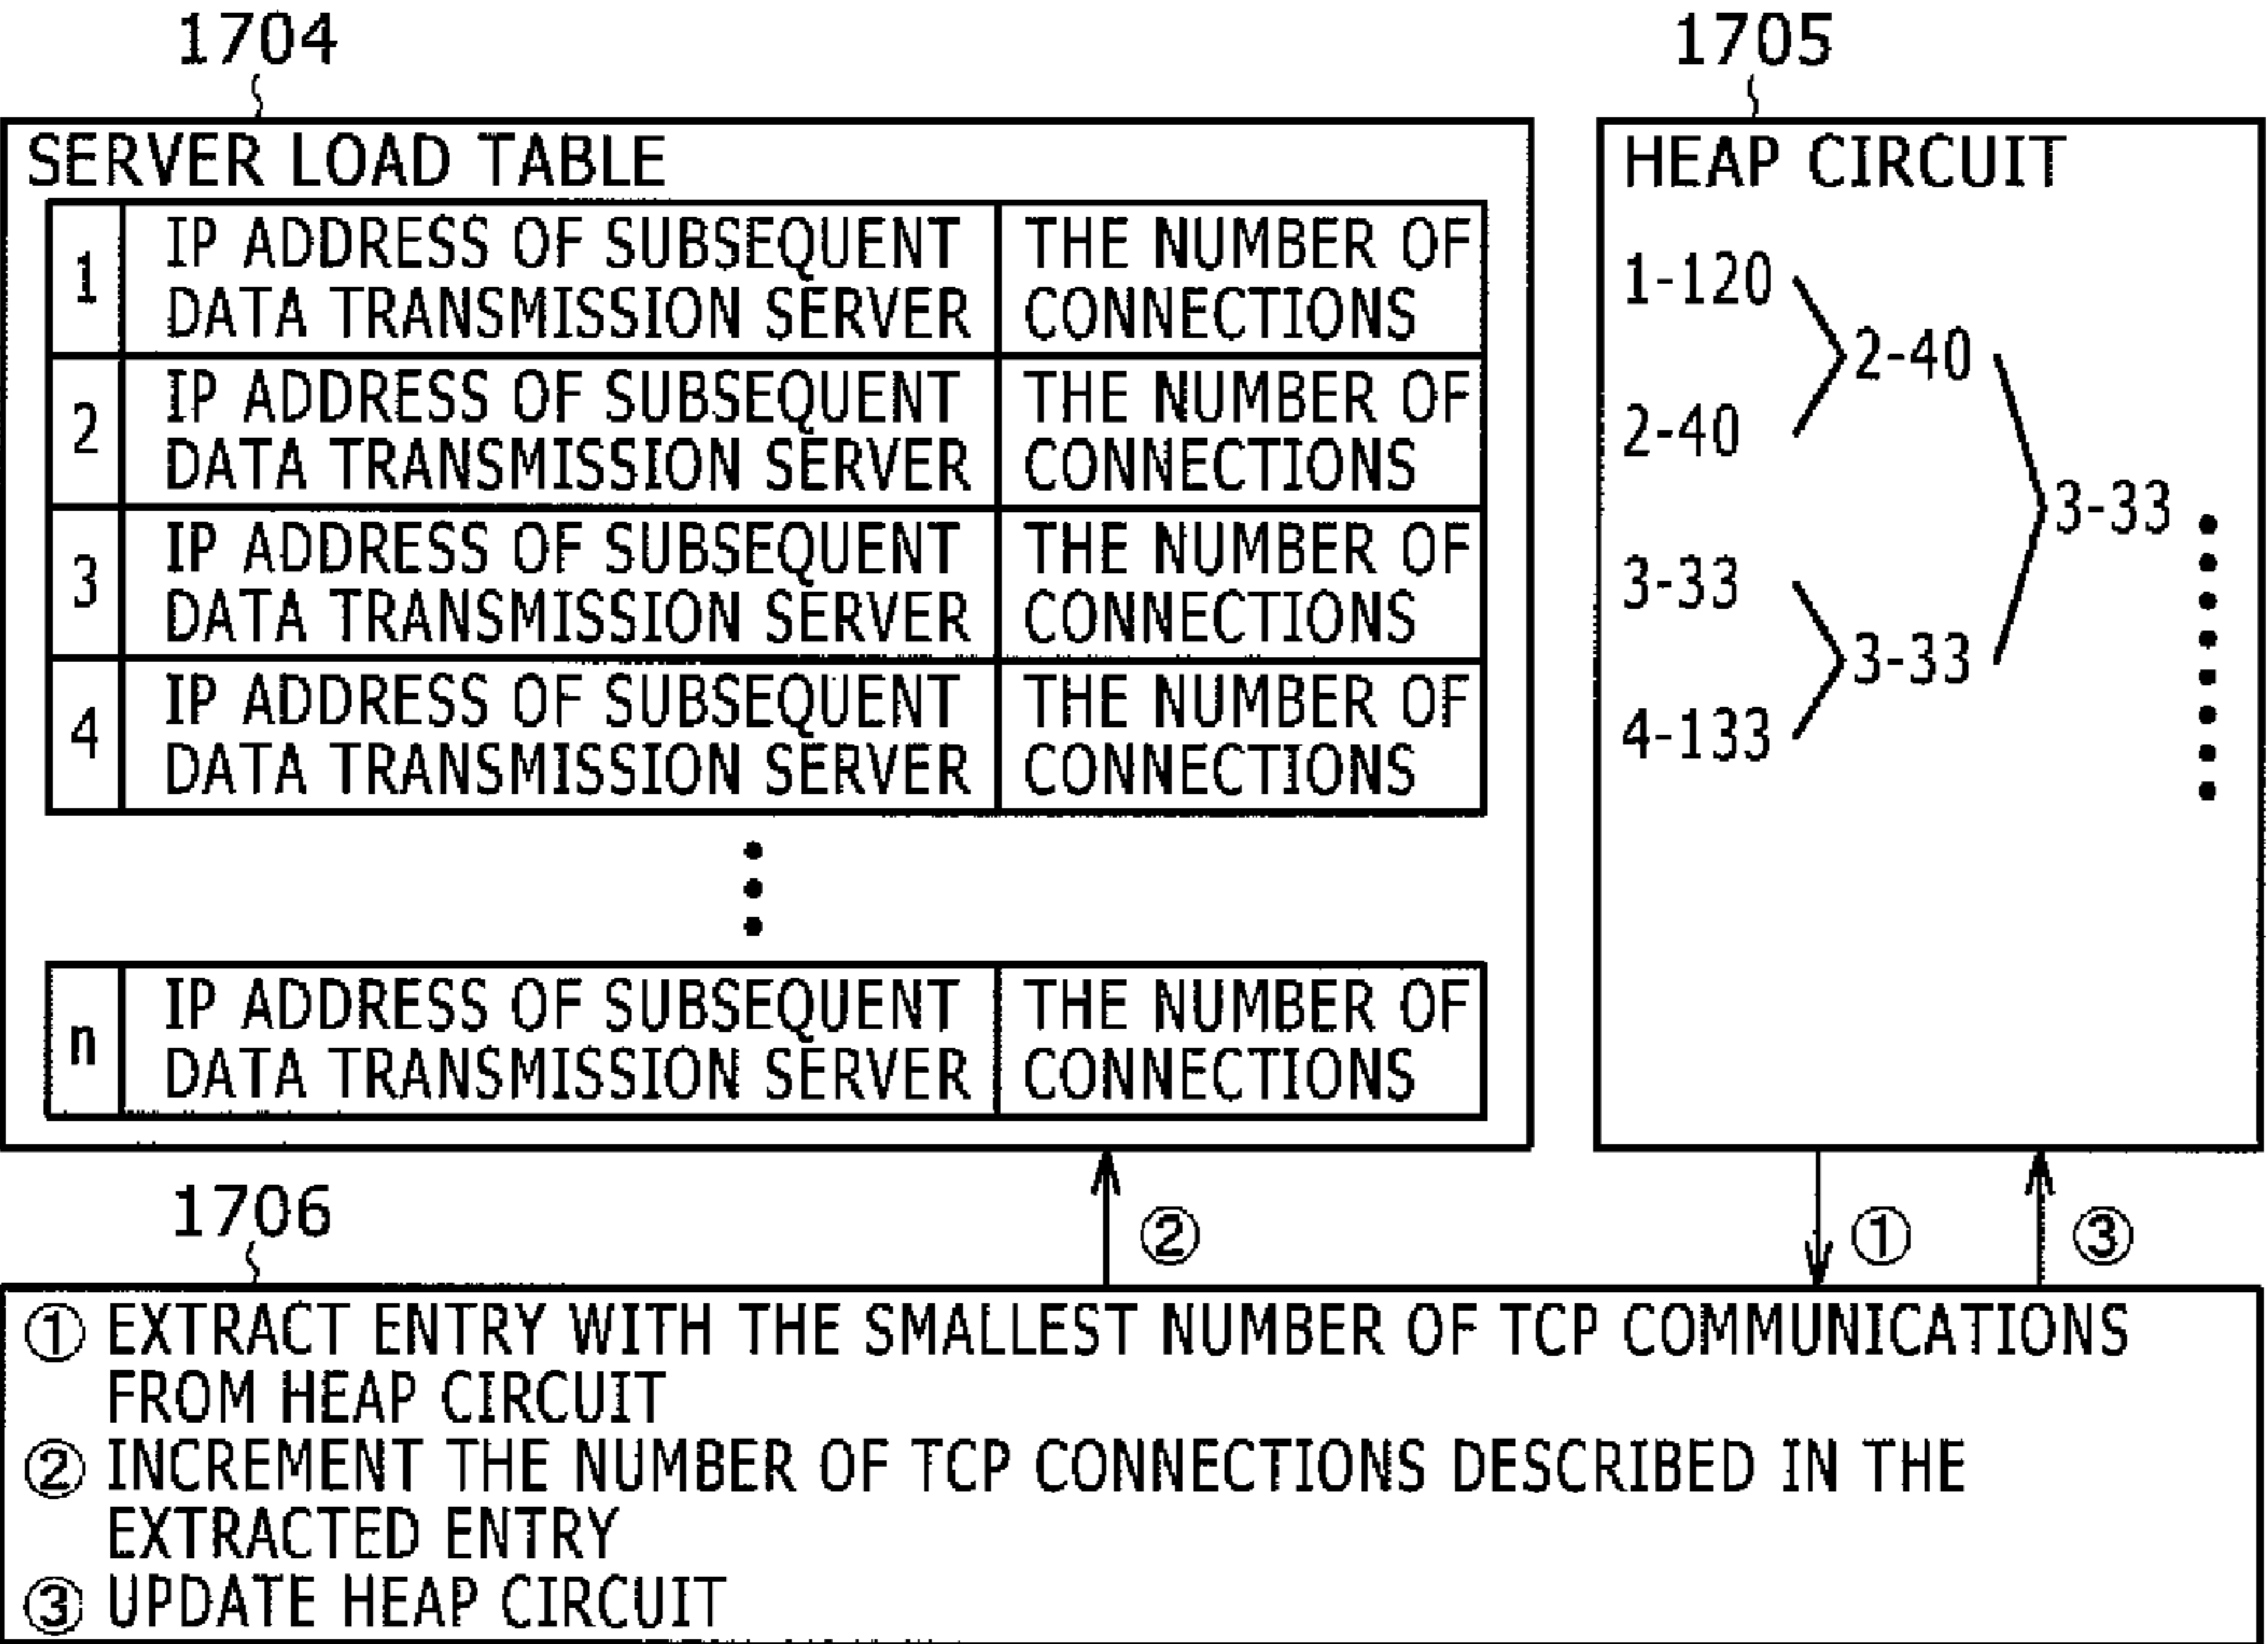 1704
SERVER LOAD TABLE
1 IP ADDRESS OF SUBSEQUENT THE NUMBER OF
DATA TRANSMISSION SERVER CONNECTIONS
2 IP ADDRESS OF SUBSEQUENT THE NUMBER OF
DATA TRANSMISSION SERVER CONNECTIONS
3 IP ADDRESS OF SUBSEQUENT THE NUMBER OF
DATA TRANSMISSION SERVER CONNECTIONS
4 IP ADDRESS OF SUBSEQUENT THE NUMBER OF
DATA TRANSMISSION SERVER CONNECTIONS
n IP ADDRESS OF SUBSEQUENT THE NUMBER OF
DATA TRANSMISSION SERVER CONNECTIONS
1705
HEAP CIRCUIT
1-120
2-40
2-40
3-33
3-33
3-33
4-133
② ① ③
1706
① EXTRACT ENTRY WITH THE SMALLEST NUMBER OF TCP COMMUNICATIONS
FROM HEAP CIRCUIT
② INCREMENT THE NUMBER OF TCP CONNECTIONS DESCRIBED IN THE
EXTRACTED ENTRY
③ UPDATE HEAP CIRCUIT